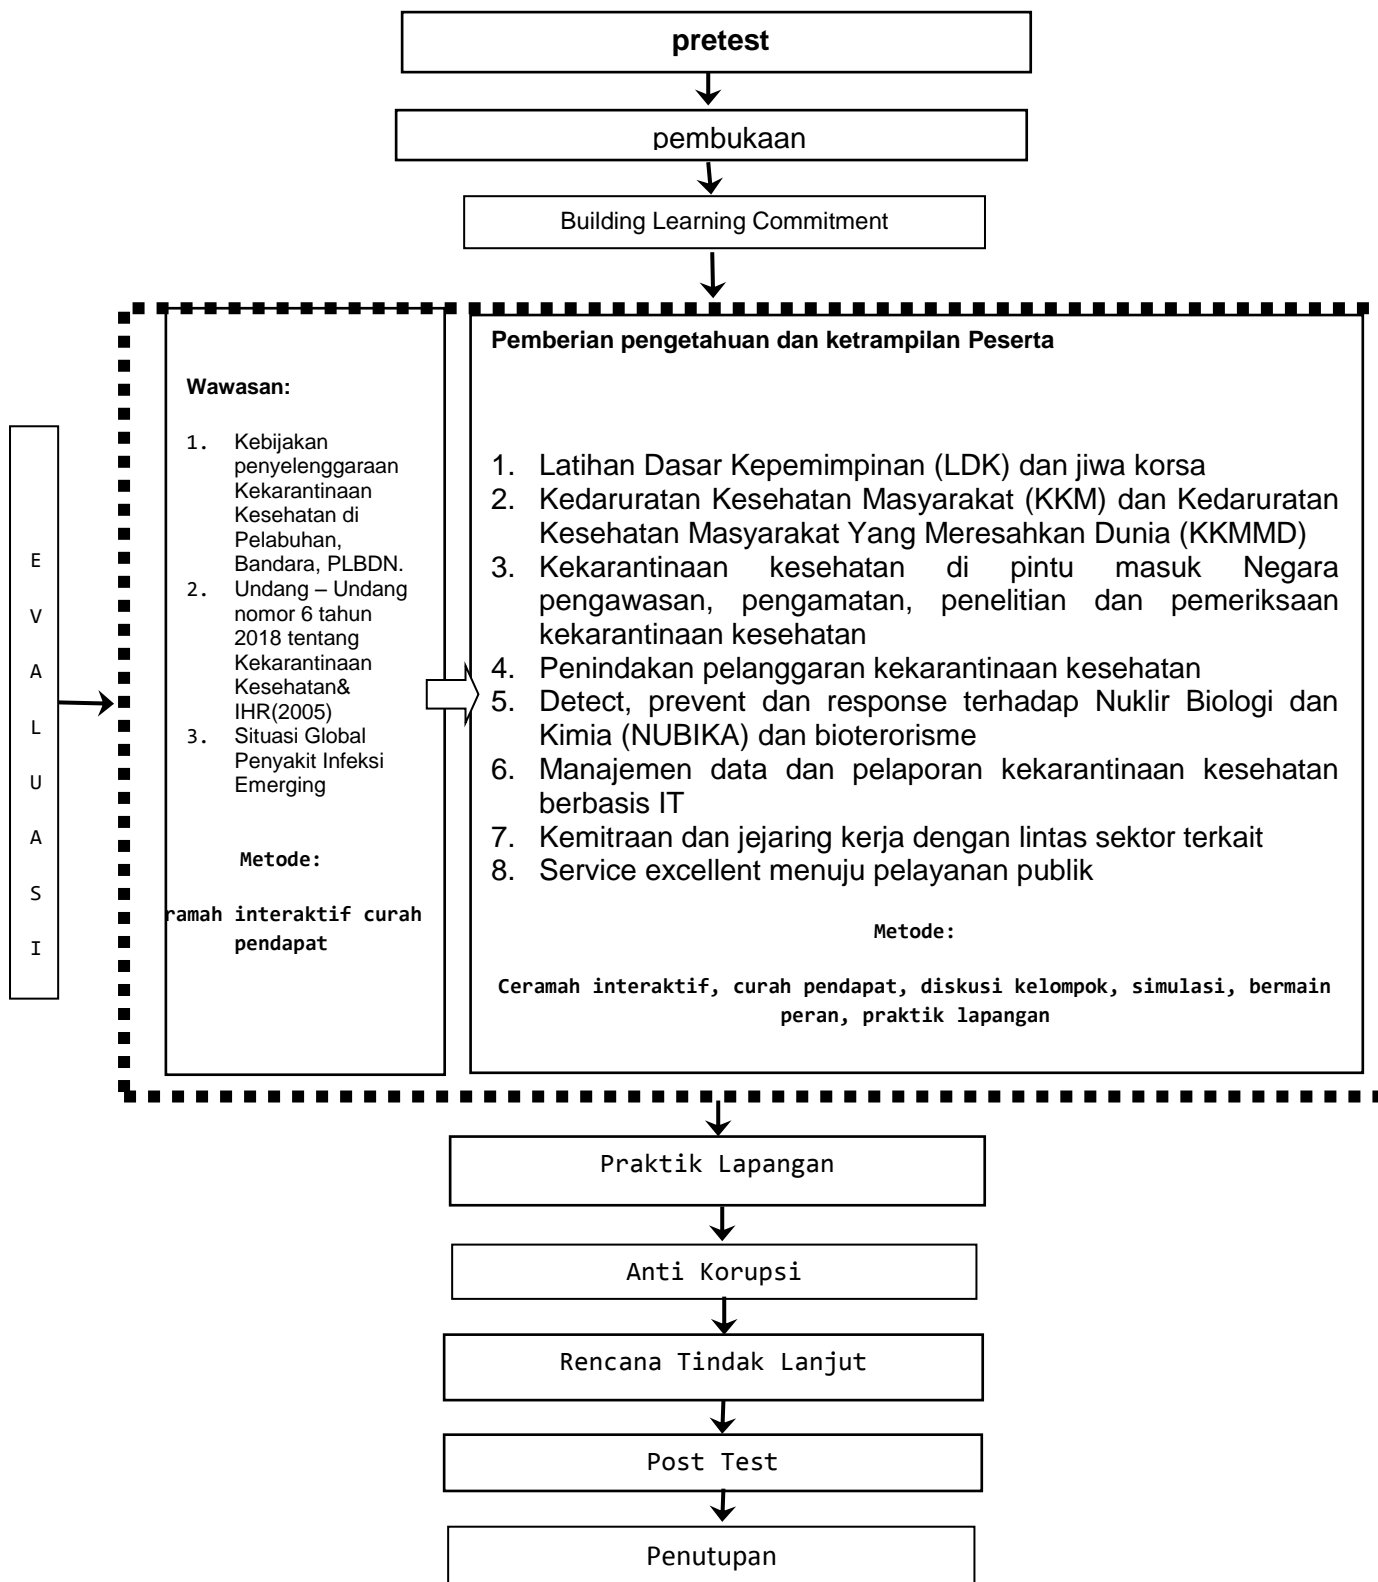 pretest
pembukaan
Building Learning Commitment
E
V
A
L
U
A
S
I
Wawasan:
1. Kebijakan
penyelenggaraan
Kekarantinaan
Kesehatan di
Pelabuhan,
Bandara, PLBDN.
2. Undang – Undang
nomor 6 tahun
2018 tentang
Kekarantinaan
Kesehatan&
IHR(2005)
3. Situasi Global
Penyakit Infeksi
Emerging
Metode:
ramah interaktif curah
pendapat
Pemberian pengetahuan dan ketrampilan Peserta
1. Latihan Dasar Kepemimpinan (LDK) dan jiwa korsa
2. Kedaruratan Kesehatan Masyarakat (KKM) dan Kedaruratan
Kesehatan Masyarakat Yang Meresahkan Dunia (KKMMD)
3. Kekarantinaan kesehatan di pintu masuk Negara
pengawasan, pengamatan, penelitian dan pemeriksaan
kekarantinaan kesehatan
4. Penindakan pelanggaran kekarantinaan kesehatan
5. Detect, prevent dan response terhadap Nuklir Biologi dan
Kimia (NUBIKA) dan bioterorisme
6. Manajemen data dan pelaporan kekarantinaan kesehatan
berbasis IT
7. Kemitraan dan jejaring kerja dengan lintas sektor terkait
8. Service excellent menuju pelayanan publik
Metode:
Ceramah interaktif, curah pendapat, diskusi kelompok, simulasi, bermain
peran, praktik lapangan
Praktik Lapangan
Anti Korupsi
Rencana Tindak Lanjut
Post Test
Penutupan